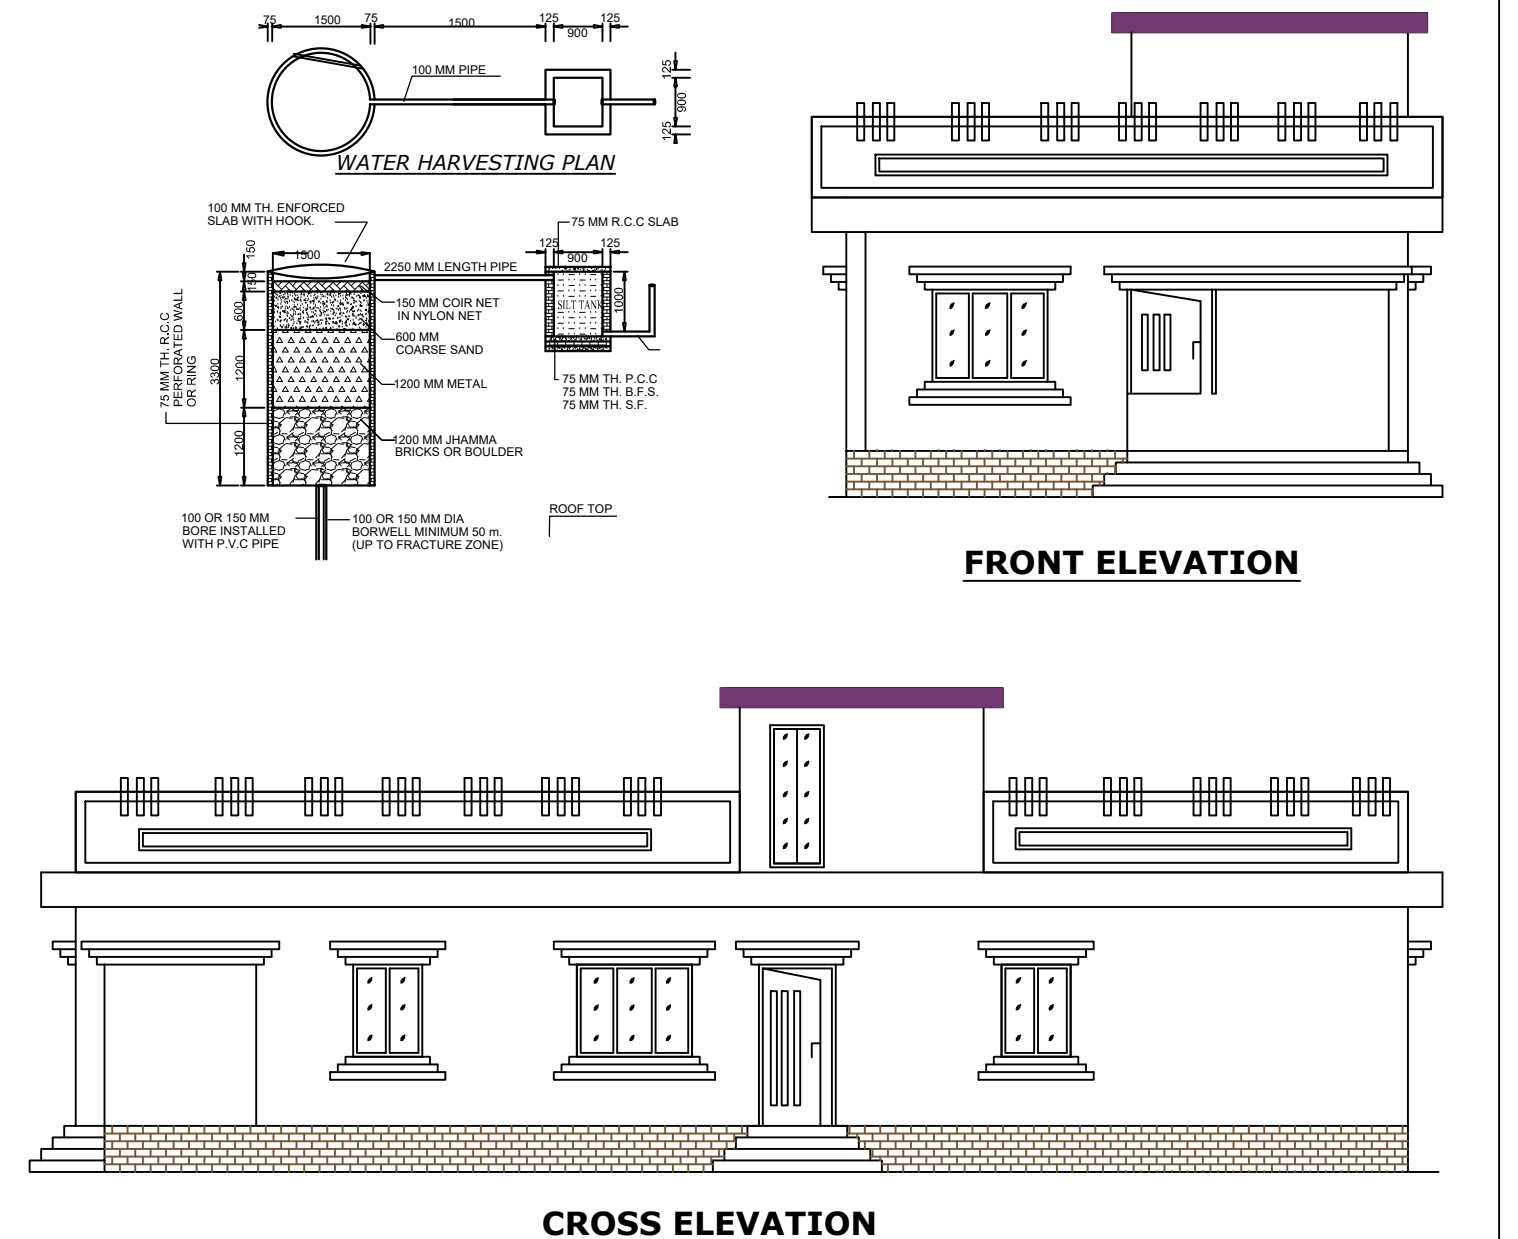 75 1500 75 1500 125 125
900
100 MM PIPE
125
900
125
WATER HARVESTING PLAN
100 MM TH. ENFORCED
SLAB WITH HOOK.
75 MM R.C.C SLAB
150
1500
125 125
900
2250 MM LENGTH PIPE
150
150 MM COIR NET
IN NYLON NET
SILT TANK
1000
600
600 MM
COARSE SAND
75 MM TH. R.C.C
PERFORATED WALL
OR RING
3300
1200
1200 MM METAL
75 MM TH. P.C.C
75 MM TH. B.F.S.
75 MM TH. S.F.
1200
1200 MM JHAMMA
BRICKS OR BOULDER
100 OR 150 MM
BORE INSTALLED
WITH P.V.C PIPE
100 OR 150 MM DIA
BORWELL MINIMUM 50 m.
(UP TO FRACTURE ZONE)
ROOF TOP
FRONT ELEVATION
CROSS ELEVATION